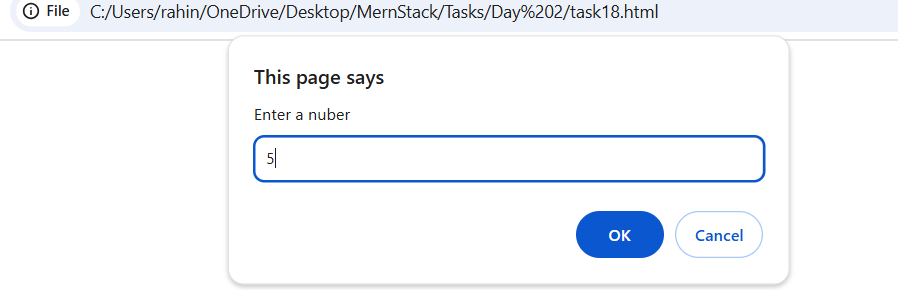 File C:/Users/rahin/OneDrive/Desktop/MernStack/Tasks/Day%202/task18.html
This page says
Enter a nuber
5
OK Cancel